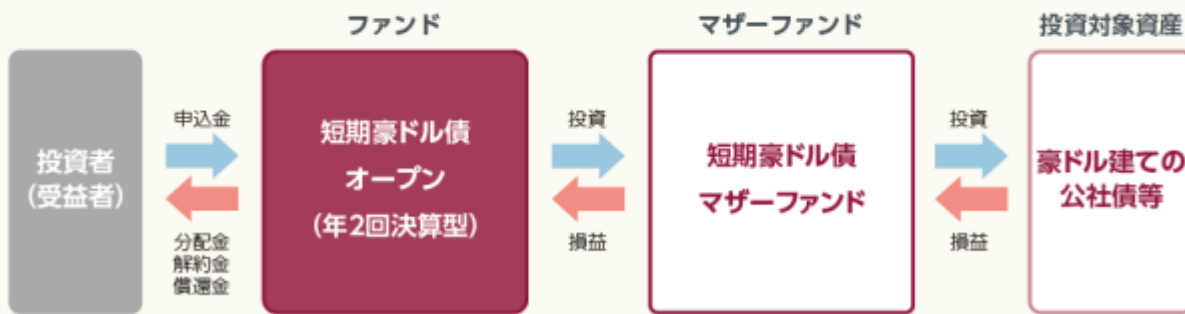 ファンド
マザーファンド
投資対象資産
投資者
(受益者)
申込金
分配金
解約金
償還金
短期豪ドル債
オープン
(年2回決算型)
投資
損益
短期豪ドル債
マザーファンド
投資
損益
豪ドル建ての
公社債等